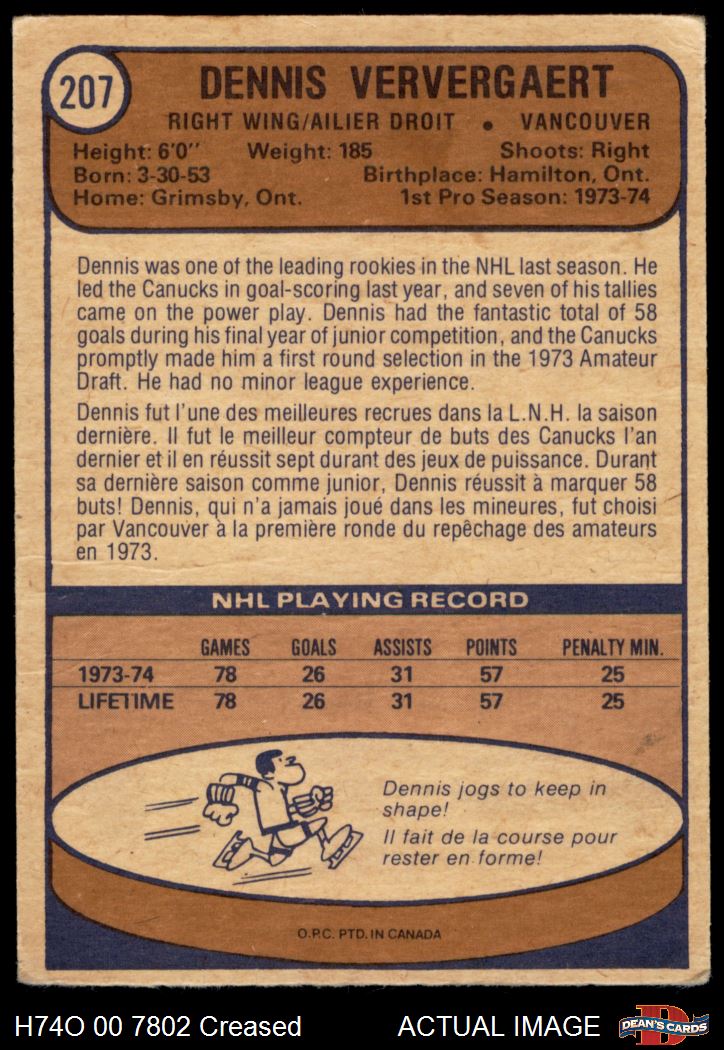 207
DENNIS VERVERGAERT
RIGHT WING/AILIER DROIT • VANCOUVER
Height: 6'0" Weight: 185 Shoots: Right
Born: 3-30-53 Birthplace: Hamilton, Ont.
Home: Grimsby, Ont. 1st Pro Season: 1973-74
Dennis was one of the leading rookies in the NHL last season. He
led the Canucks in goal-scoring last year, and seven of his tallies
came on the power play. Dennis had the fantastic total of 58
goals during his final year of junior competition, and the Canucks
promptly made him a first round selection in the 1973 Amateur
Draft. He had no minor league experience.
Dennis fut l'une des meilleures recrues dans la L.N.H. la saison
dernière. Il fut le meilleur compteur de buts des Canucks l'an
dernier et il en réussit sept durant des jeux de puissance. Durant
sa dernière saison comme junior, Dennis réussit à marquer 58
buts! Dennis, qui n'a jamais joué dans les mineures, fut choisi
par Vancouver à la première ronde du repêchage des amateurs
en 1973.
NHL PLAYING RECORD
GAMES GOALS ASSISTS POINTS PENALTY MIN.
1973-74 78 26 31 57 25
LIFETIME 78 26 31 57 25
Dennis jogs to keep in
shape!
Il fait de la course pour
rester en forme!
O.P.C. PTD. IN CANADA
H74O 00 7802 Creased ACTUAL IMAGE
D
DEAN'S CARDS